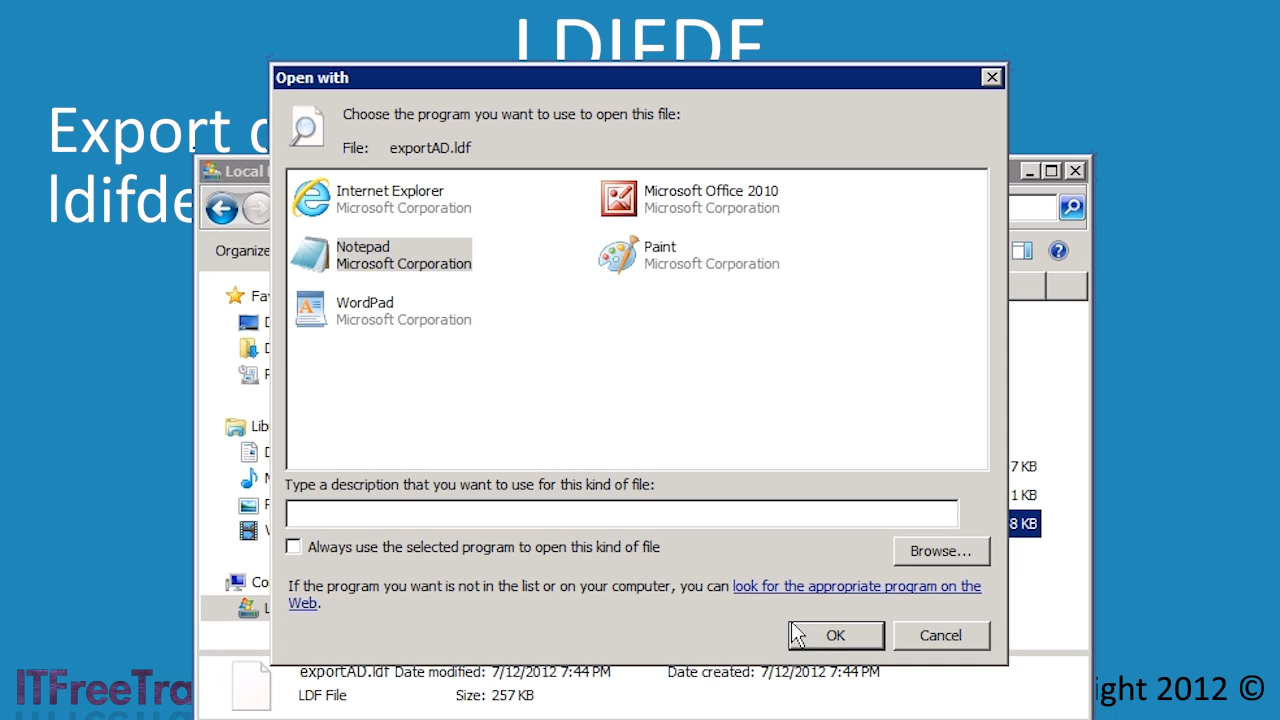 LDIFDE
Open with
Choose the program you want to use to open this file:
Export
File: exportAD.ldf
Local
Internet Explorer
Microsoft Corporation
Microsoft Office 2010
Microsoft Corporation
ldifde
Organize
Notepad
Microsoft Corporation
Paint
Microsoft Corporation
WordPad
Microsoft Corporation
7 KB
Type a description that you want to use for this kind of file:
1 KB
8 KB
Always use the selected program to open this kind of file
Browse...
If the program you want is not in the list or on your computer, you can look for the appropriate program on the
Web.
OK
Cancel
exportAD.ldf Date modified: 7/12/2012 7:44 PM Date created: 7/12/2012 7:44 PM
LDF File Size: 257 KB
ITFreeTra
ight 2012 ©